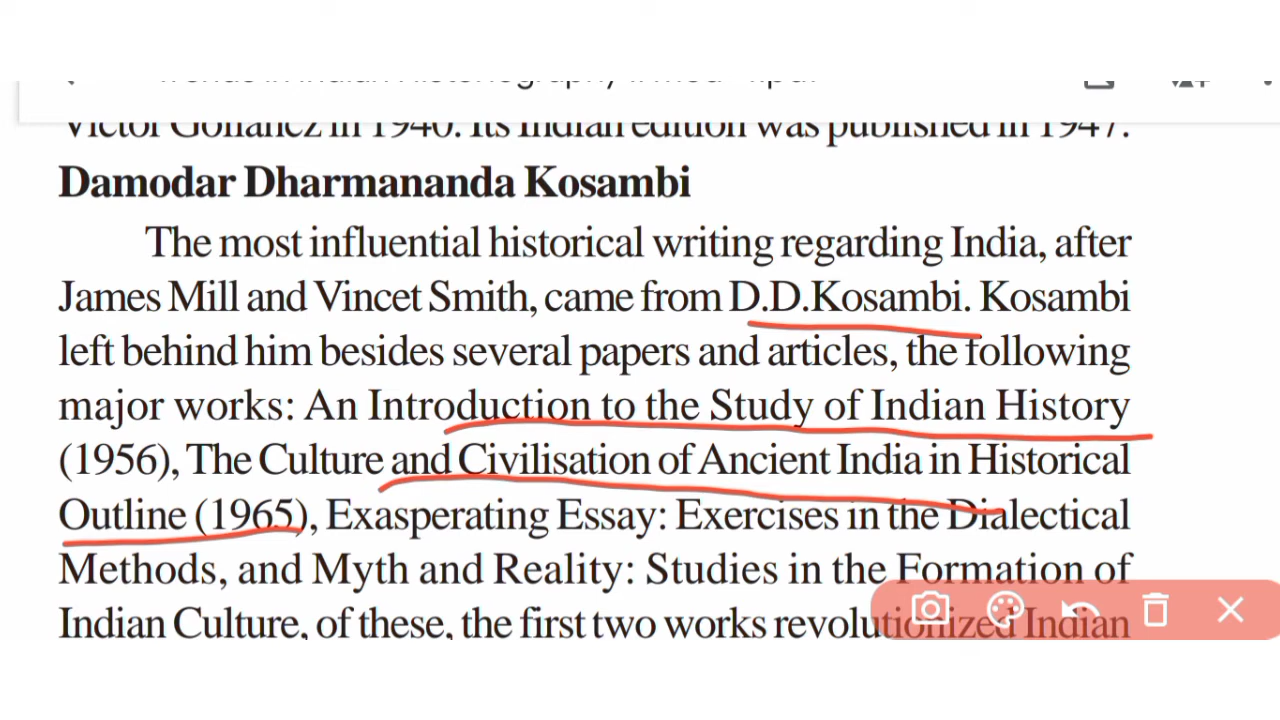 Victor Gollancz in 1940. Its Indian edition was published in 1947.
Damodar Dharmananda Kosambi
The most influential historical writing regarding India, after
James Mill and Vincet Smith, came from D.D.Kosambi. Kosambi
left behind him besides several papers and articles, the following
major works: An Introduction to the Study of Indian History
(1956), The Culture and Civilisation of Ancient India in Historical
Outline (1965), Exasperating Essay: Exercises in the Dialectical
Methods, and Myth and Reality: Studies in the Formation of
Indian Culture, of these, the first two works revolutionized Indian